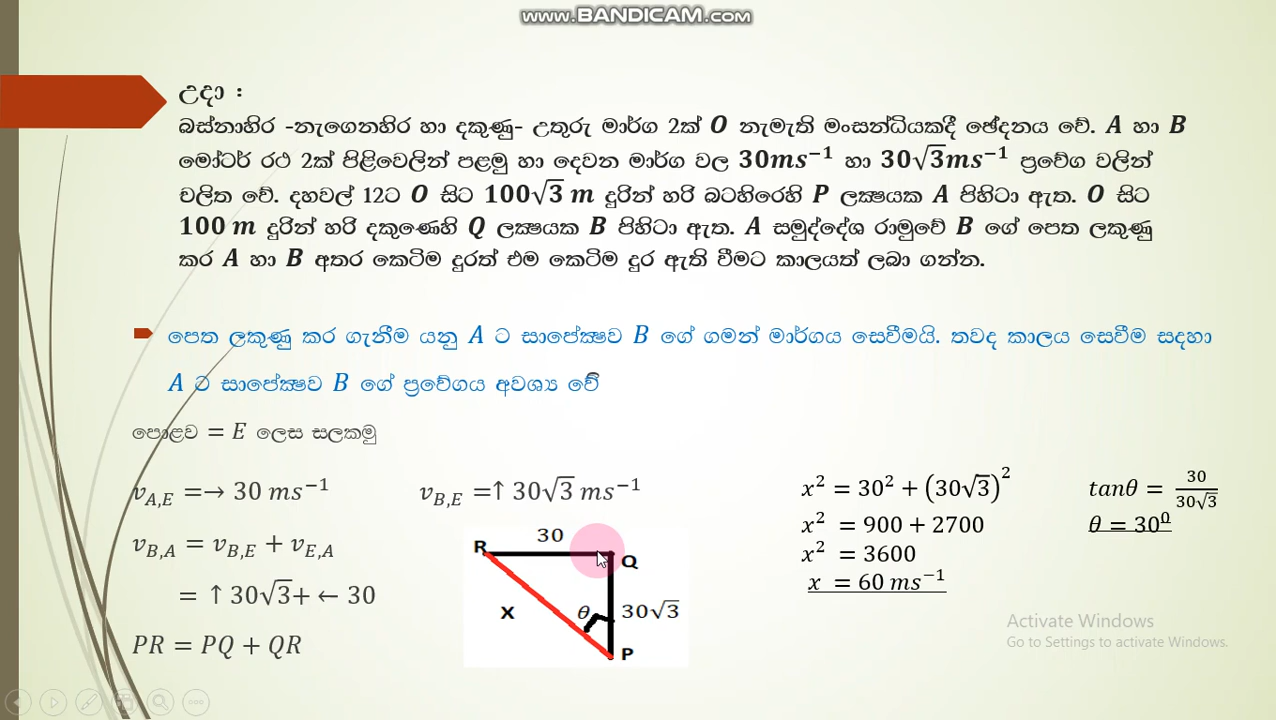 www.BANDICAM.com
උදා :
බස්නාහිර -නැගෙනහිර හා දකුණු- උතුරු මාර්ග 2ක් O නැමැති මංසන්ධියකදී ඡේදනය වේ. A හා B
මෝටර් රථ 2ක් පිළිවෙලින් පළමු හා දෙවන මාර්ග වල 30ms⁻¹ හා 30√3ms⁻¹ ප්‍රවේග වලින්
චලිත වේ. දහවල් 12ට O සිට 100√3 m දුරින් හරි බටහිරෙහි P ලක්ෂයක A පිහිටා ඇත. O සිට
100 m දුරින් හරි දකුණෙහි Q ලක්ෂයක B පිහිටා ඇත. A සමුද්දේශ රාමුවේ B ගේ පෙත ලකුණු
කර A හා B අතර කෙටිම දුරත් එම කෙටිම දුර ඇති වීමට කාලයත් ලබා ගන්න.
පෙත ලකුණු කර ගැනීම යනු A ට සාපේක්ෂව B ගේ ගමන් මාර්ගය සෙවීමයි. තවද කාලය සෙවීම සදහා
A ට සාපේක්ෂව B ගේ ප්‍රවේගය අවශ්‍ය වේ
පොළව = E ලෙස සලකමු
v_{A,E} =→ 30 ms⁻¹
v_{B,E} =↑ 30√3 ms⁻¹
v_{B,A} = v_{B,E} + v_{E,A}
= ↑ 30√3+ ← 30
PR = PQ + QR
R 30 Q
X θ 30√3
P
x² = 30² + (30√3)²
x² = 900 + 2700
x² = 3600
x = 60 ms⁻¹
tanθ = 30/30√3
θ = 30⁰
Activate Windows
Go to Settings to activate Windows.